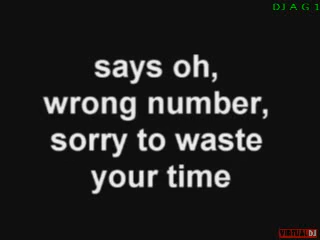 DJ A G 1
says oh,
wrong number,
sorry to waste
your time
VIRTUAL DJ